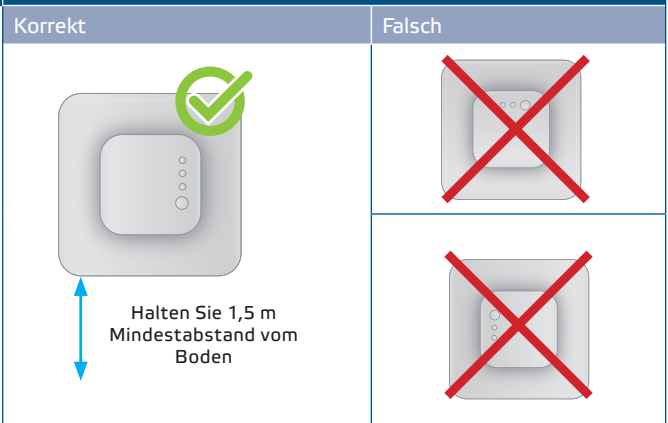 Korrekt
Falsch
Halten Sie 1,5 m
Mindestabstand vom
Boden